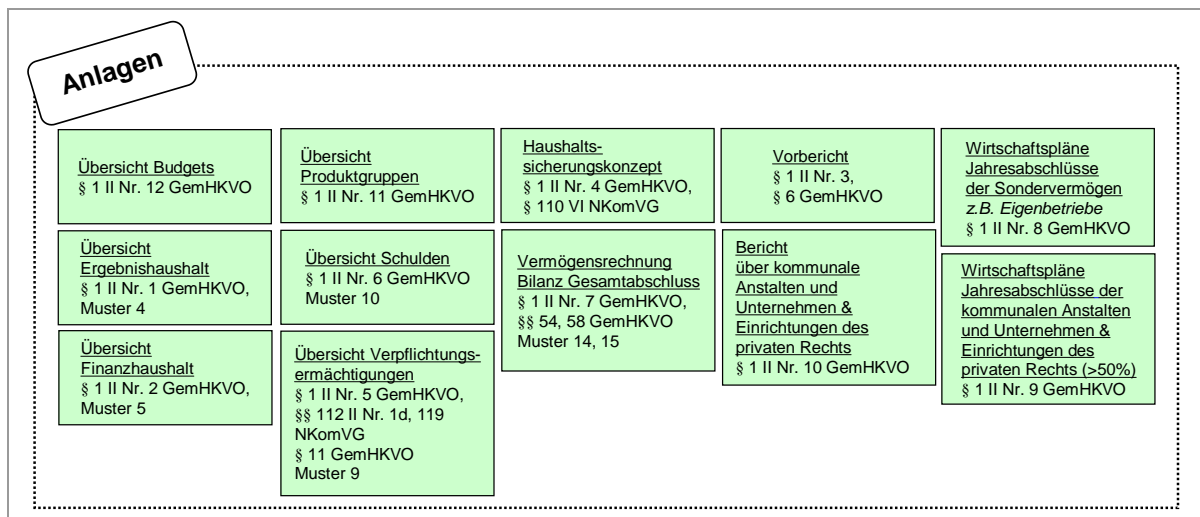 Anlagen
Übersicht Budgets
§ 1 II Nr. 12 GemHKVO
Übersicht
Ergebnishaushalt
§ 1 II Nr. 1 GemHKVO,
Muster 4
Übersicht
Finanzhaushalt
§ 1 II Nr. 2 GemHKVO,
Muster 5
Übersicht
Produktgruppen
§ 1 II Nr. 11 GemHKVO
Übersicht Schulden
§ 1 II Nr. 6 GemHKVO
Muster 10
Übersicht Verpflichtungs-
ermächtigungen
§ 1 II Nr. 5 GemHKVO,
§§ 112 II Nr. 1d, 119
NKomVG
§ 11 GemHKVO
Muster 9
Haushalts-
sicherungskonzept
§ 1 II Nr. 4 GemHKVO,
§ 110 VI NKomVG
Vermögensrechnung
Bilanz Gesamtabschluss
§ 1 II Nr. 7 GemHKVO,
§§ 54, 58 GemHKVO
Muster 14, 15
Vorbericht
§ 1 II Nr. 3,
§ 6 GemHKVO
Bericht
über kommunale
Anstalten und
Unternehmen &
Einrichtungen des
privaten Rechts
§ 1 II Nr. 10 GemHKVO
Wirtschaftspläne
Jahresabschlüsse
der Sondervermögen
z.B. Eigenbetriebe
§ 1 II Nr. 8 GemHKVO
Wirtschaftspläne
Jahresabschlüsse der
kommunalen Anstalten
und Unternehmen &
Einrichtungen des
privaten Rechts (>50%)
§ 1 II Nr. 9 GemHKVO